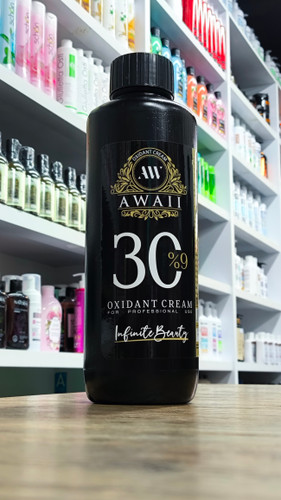 OXIDANT CREAM
AW
AWAII
30 %9
OXIDANT CREAM
FOR PROFESSIONAL USE
Infinite Beauty